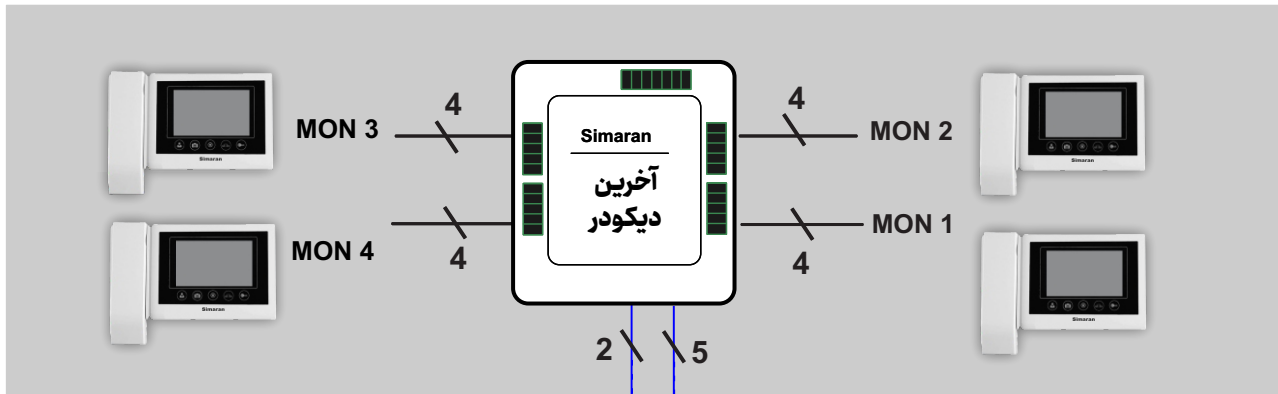 MON 3
4
Simaran
آخرین
دیکودر
4
MON 2
Simaran
Simaran
MON 4
4
4
MON 1
Simaran
Simaran
2
5